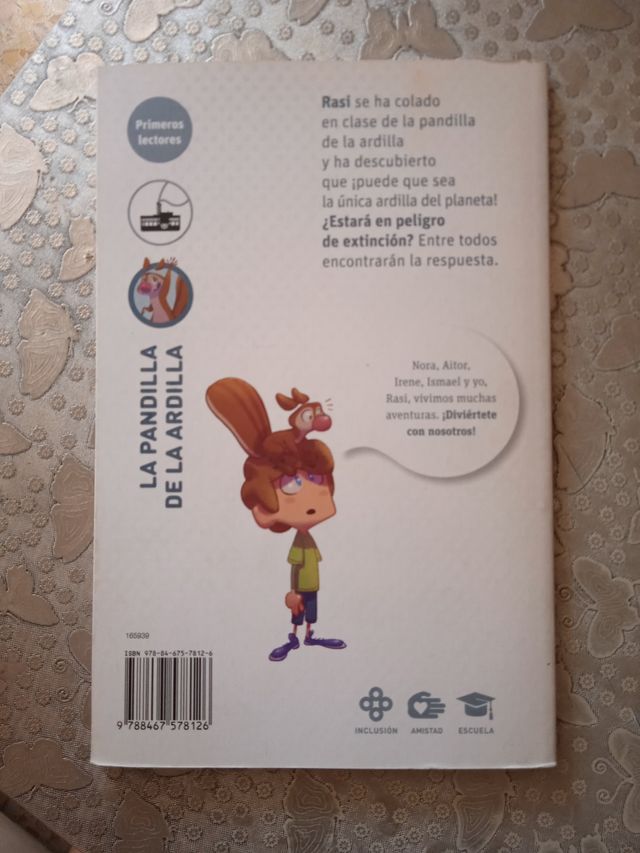 Primeros
lectores
Rasi se ha colado
en clase de la pandilla
de la ardilla
y ha descubierto
que ¡puede que sea
la única ardilla del planeta!
¿Estará en peligro
de extinción? Entre todos
encontrarán la respuesta.
LA PANDILLA
DE LA ARDILLA
Nora, Aitor,
Irene, Ismael y yo,
Rasi, vivimos muchas
aventuras. ¡Diviértete
con nosotros!
165939
ISBN 978-84-675-7812-6
9 788467 578126
INCLUSIÓN AMISTAD ESCUELA